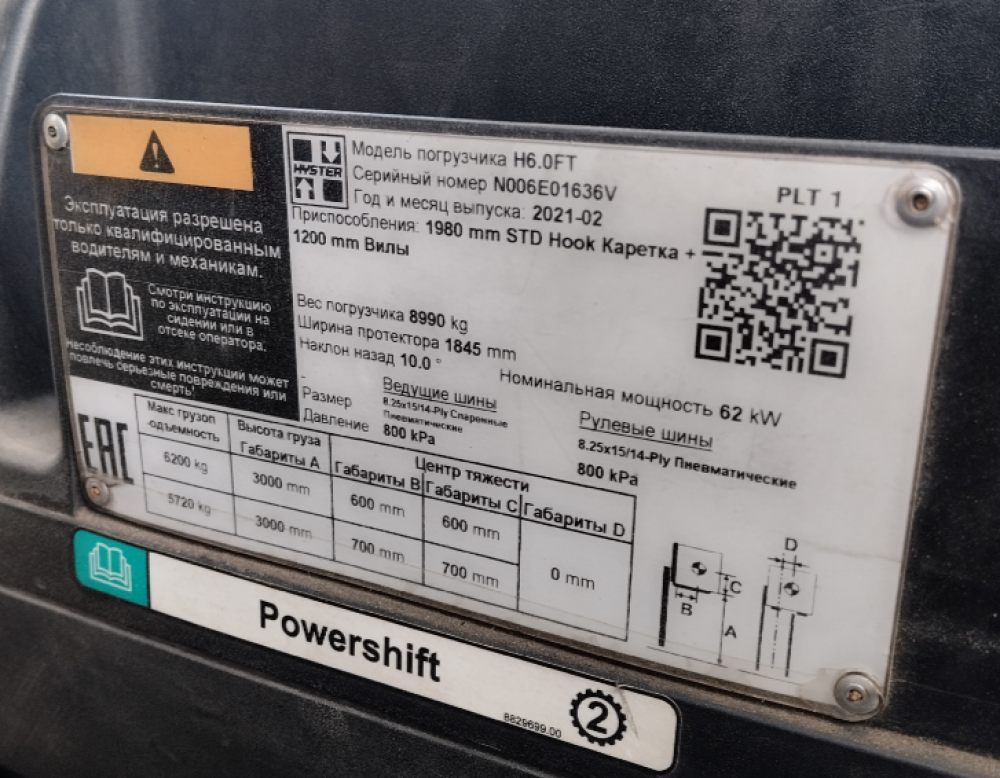 Эксплуатация разрешена
только квалифицированным
водителям и механикам.
Смотри инструкцию
по эксплуатации на
сидении или в
отсеке оператора.
Несоблюдение этих инструкций может
повлечь серьезные повреждения или
смерть!
HYSTER
Модель погрузчика H6.0FT
Серийный номер N006E01636V
Год и месяц выпуска: 2021-02
Приспособления: 1980 mm STD Hook Каретка +
1200 mm Вилы
PLT 1
Вес погрузчика 8990 kg
Ширина протектора 1845 mm
Наклон назад 10.0 °
Номинальная мощность 62 kW
Ведущие шины
Рулевые шины
Размер 8.25x15/14-Ply Спаренные
Пневматические
8.25x15/14-Ply Пневматические
Давление 800 kPa
800 kPa
EAC
Макс грузоп
-одъемность
Высота груза
Габариты A
Центр тяжести
Габариты B Габариты C Габариты D
6200 kg 3000 mm 600 mm 600 mm
5720 kg 3000 mm 700 mm 700 mm
0 mm
D
C
B
A
Powershift
8829699.00
2